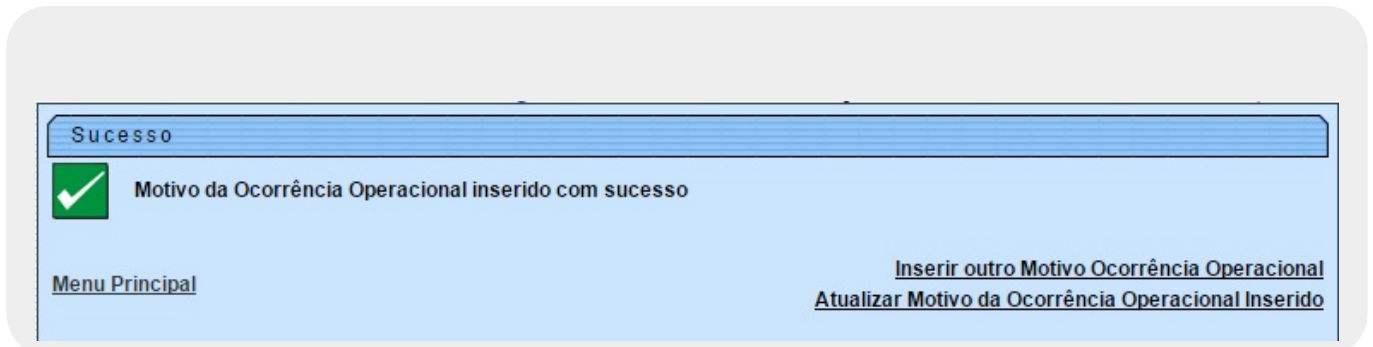 Sucesso
Motivo da Ocorrência Operacional inserido com sucesso
Menu Principal
Inserir outro Motivo Ocorrência Operacional
Atualizar Motivo da Ocorrência Operacional Inserido